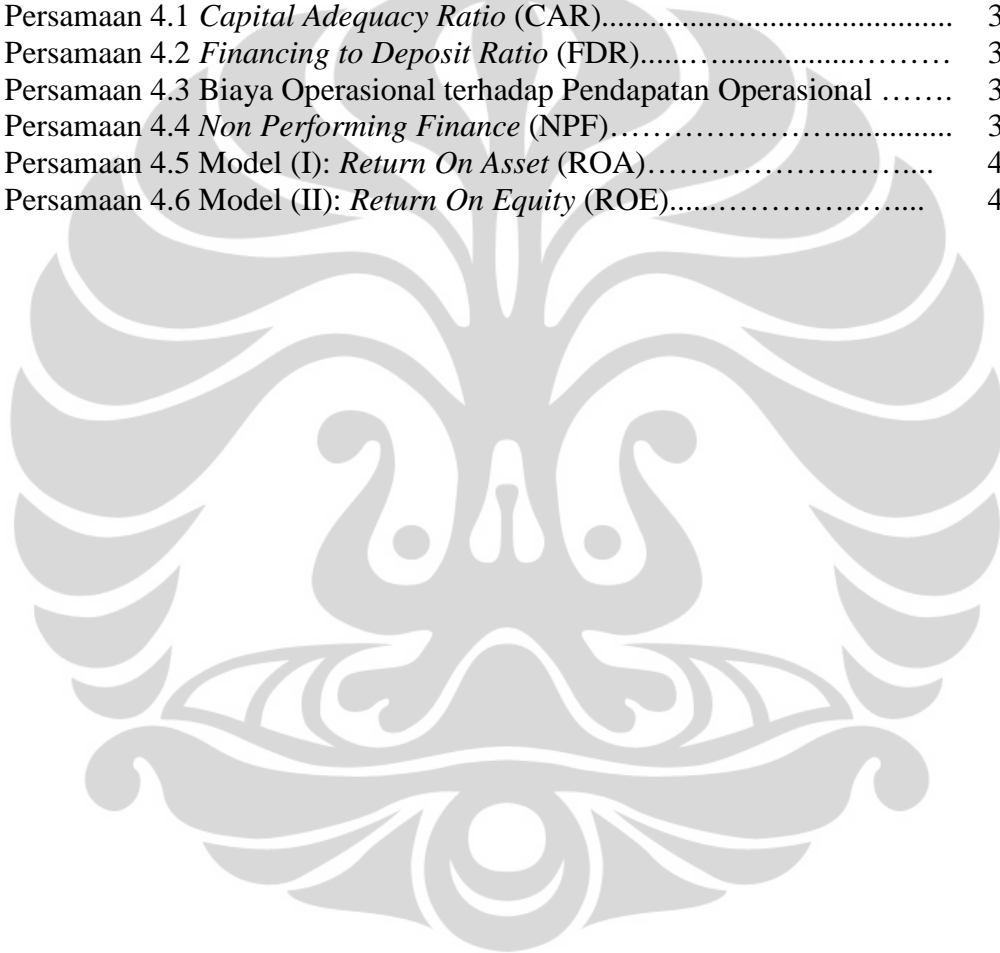 Persamaan 4.1 Capital Adequacy Ratio (CAR)........................................ 3
Persamaan 4.2 Financing to Deposit Ratio (FDR)......…..................……… 3
Persamaan 4.3 Biaya Operasional terhadap Pendapatan Operasional ……. 3
Persamaan 4.4 Non Performing Finance (NPF)…………………............... 3
Persamaan 4.5 Model (I): Return On Asset (ROA)……………………..... 4
Persamaan 4.6 Model (II): Return On Equity (ROE)......……………..….... 4